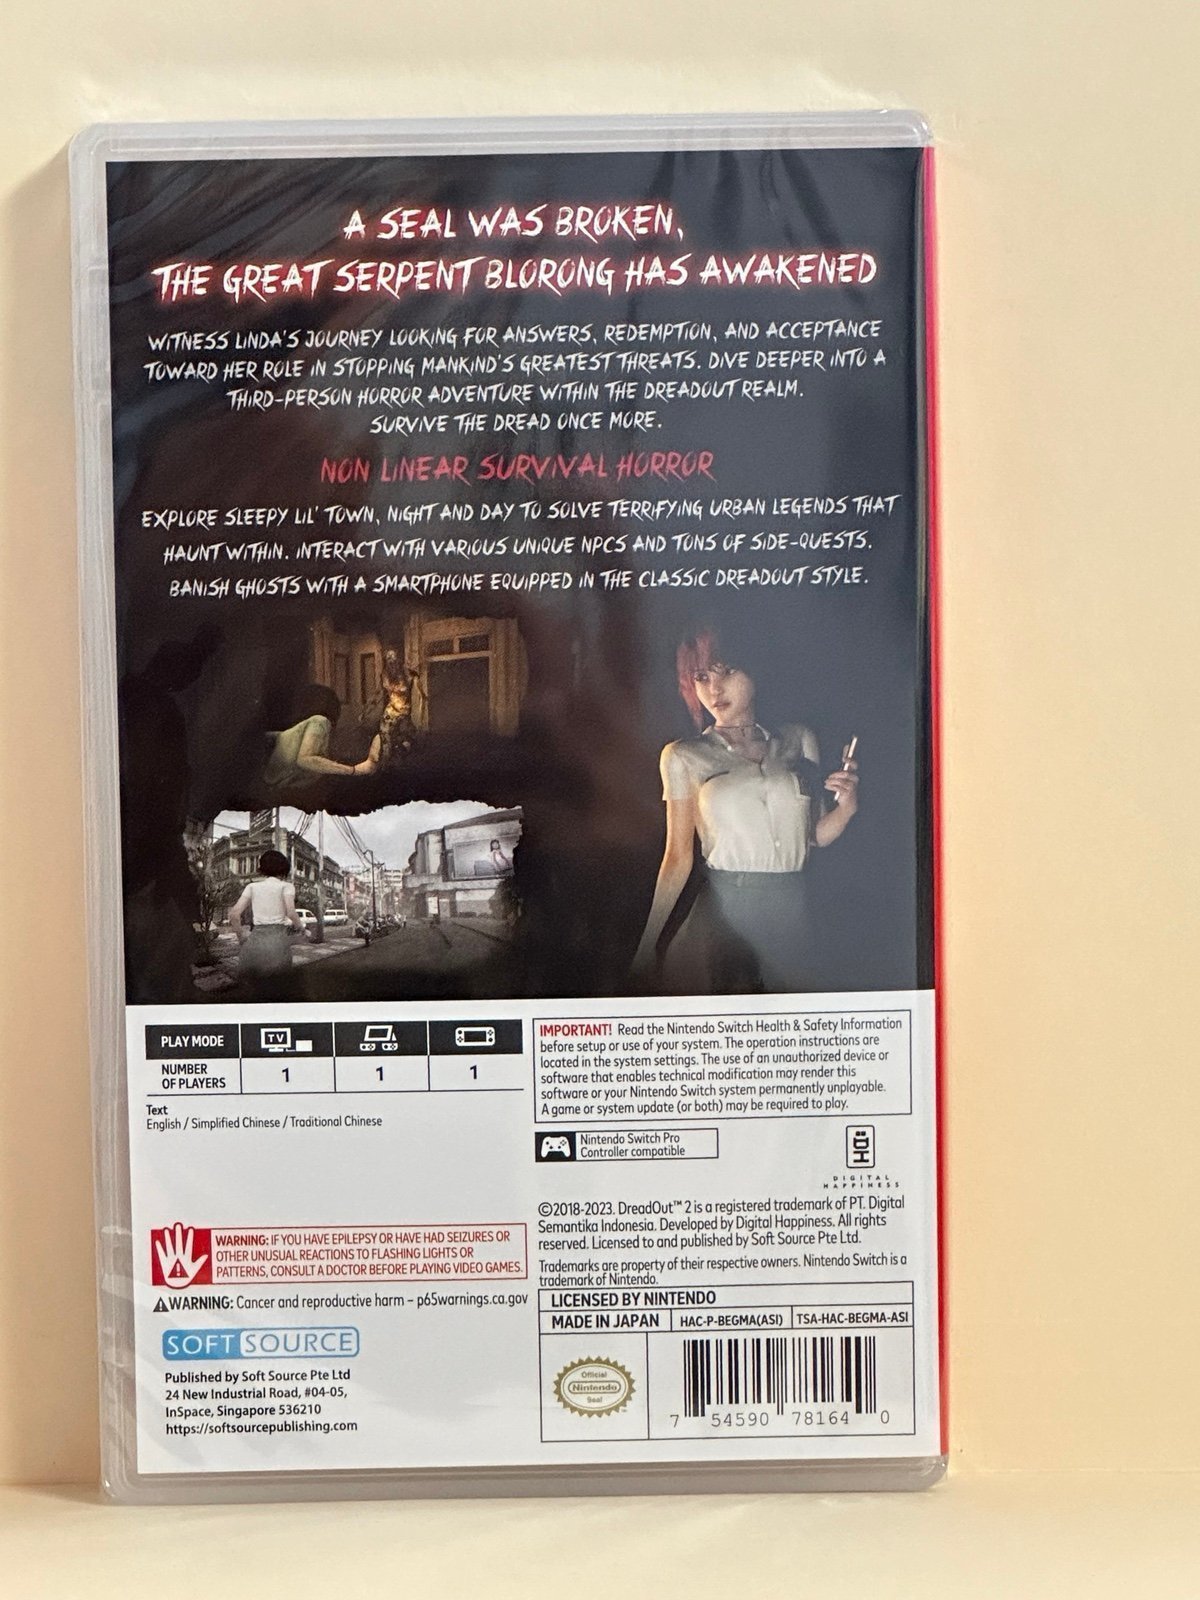 A SEAL WAS BROKEN,
THE GREAT SERPENT BLORONG HAS AWAKENED
WITNESS LINDA'S JOURNEY LOOKING FOR ANSWERS, REDEMPTION, AND ACCEPTANCE
TOWARD HER ROLE IN STOPPING MANKIND'S GREATEST THREATS. DIVE DEEPER INTO A
THIRD-PERSON HORROR ADVENTURE WITHIN THE DREADOUT REALM.
SURVIVE THE DREAD ONCE MORE.
NON LINEAR SURVIVAL HORROR
EXPLORE SLEEPY LIL' TOWN, NIGHT AND DAY TO SOLVE TERRIFYING URBAN LEGENDS THAT
HAUNT WITHIN. INTERACT WITH VARIOUS UNIQUE NPCS AND TONS OF SIDE-QUESTS.
BANISH GHOSTS WITH A SMARTPHONE EQUIPPED IN THE CLASSIC DREADOUT STYLE.
PLAY MODE
TV
NUMBER
OF PLAYERS
1
1
1
Text
English / Simplified Chinese / Traditional Chinese
IMPORTANT! Read the Nintendo Switch Health & Safety Information
before setup or use of your system. The operation instructions are
located in the system settings. The use of an unauthorized device or
software that enables technical modification may render this
software or your Nintendo Switch system permanently unplayable.
A game or system update (or both) may be required to play.
Nintendo Switch Pro
Controller compatible
DIGITAL
HAPPINESS
©2018-2023. DreadOut™ 2 is a registered trademark of PT. Digital
Semantika Indonesia. Developed by Digital Happiness. All rights
reserved. Licensed to and published by Soft Source Pte Ltd.
Trademarks are property of their respective owners. Nintendo Switch is a
trademark of Nintendo.
WARNING: IF YOU HAVE EPILEPSY OR HAVE HAD SEIZURES OR
OTHER UNUSUAL REACTIONS TO FLASHING LIGHTS OR
PATTERNS, CONSULT A DOCTOR BEFORE PLAYING VIDEO GAMES.
WARNING: Cancer and reproductive harm – p65warnings.ca.gov
SOFT SOURCE
Published by Soft Source Pte Ltd
24 New Industrial Road, #04-05,
InSpace, Singapore 536210
https://softsourcepublishing.com
LICENSED BY NINTENDO
MADE IN JAPAN
HAC-P-BEGMA(ASI)
TSA-HAC-BEGMA-ASI
Official
Nintendo
Seal
7 54590 78164 0